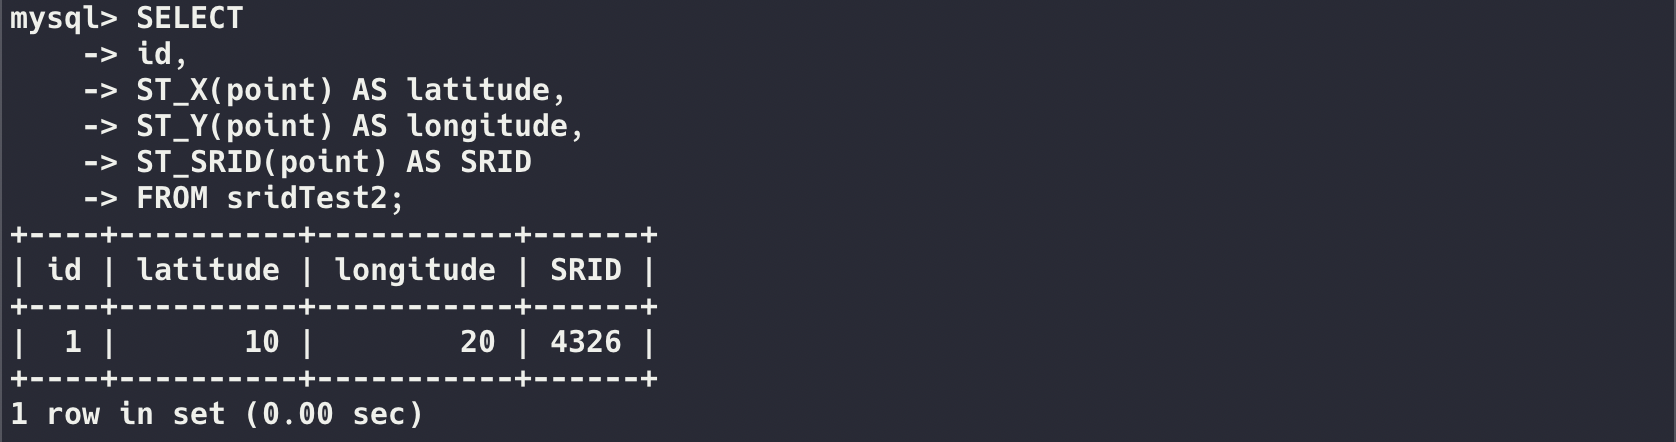 mysql> SELECT
    -> id,
    -> ST_X(point) AS latitude,
    -> ST_Y(point) AS longitude,
    -> ST_SRID(point) AS SRID
    -> FROM sridTest2;
+----+----------+-----------+------+
| id | latitude | longitude | SRID |
+----+----------+-----------+------+
|  1 |       10 |        20 | 4326 |
+----+----------+-----------+------+
1 row in set (0.00 sec)